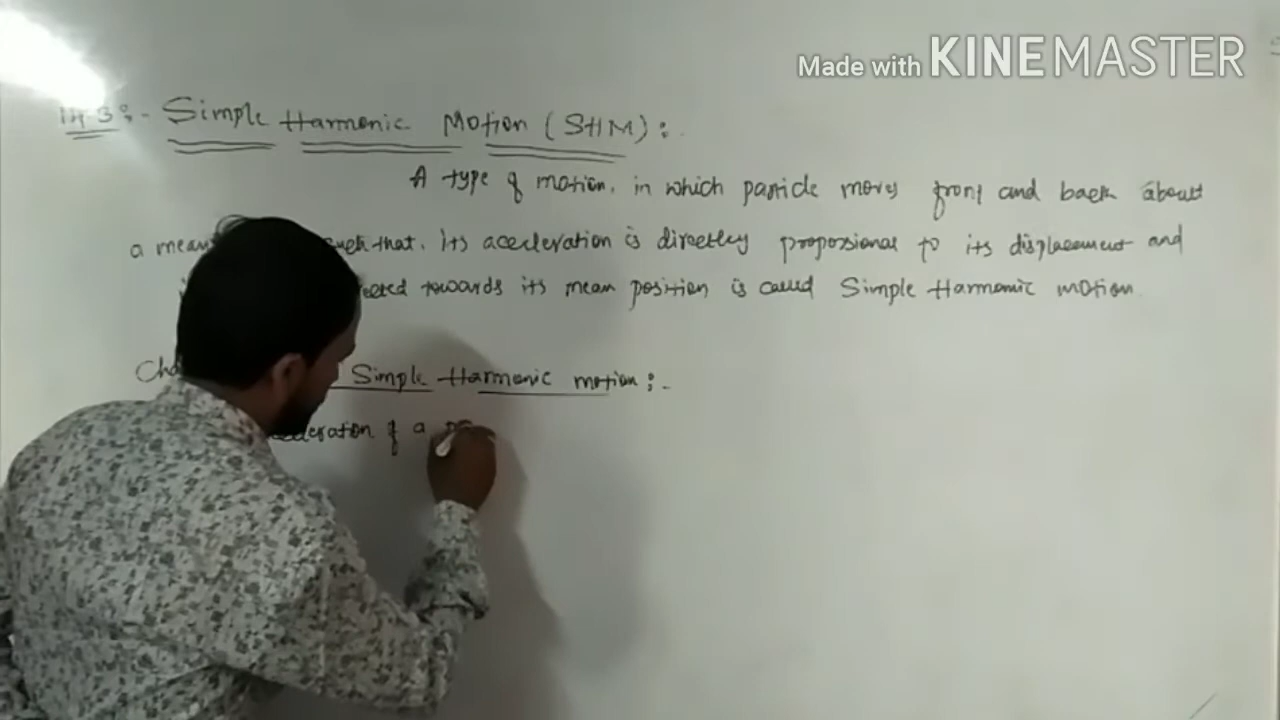 Made with KINEMASTER
14.3:- Simple Harmonic Motion (SHM):
A type of motion, in which particle moves front and back about
a mean such that, its acceleration is directly proporsional to its displacement and
towards its mean position is called Simple Harmonic motion
Simple Harmonic motion:-
of a